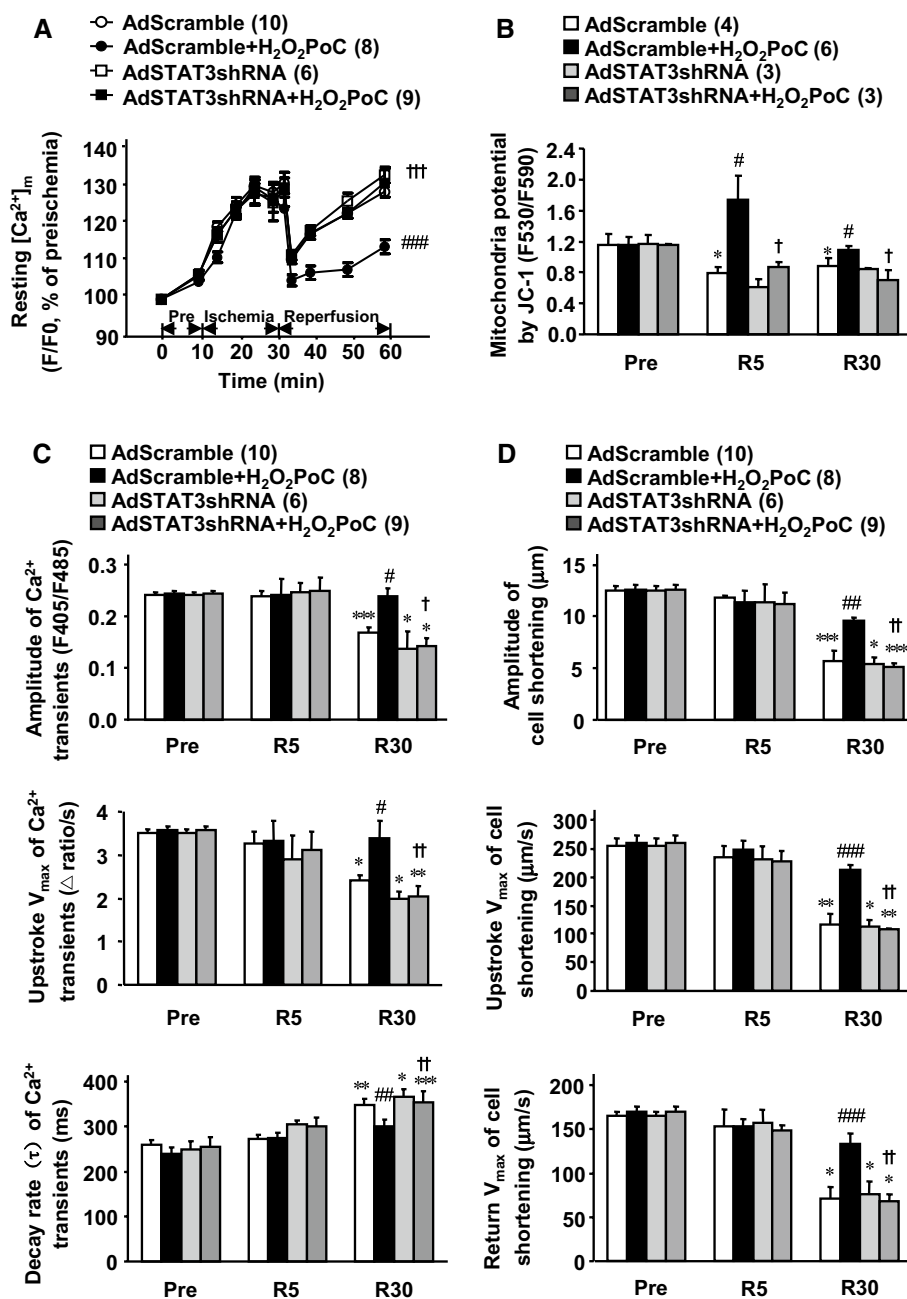 A
AdScramble (10)
AdScramble+H₂O₂PoC (8)
AdSTAT3shRNA (6)
AdSTAT3shRNA+H₂O₂PoC (9)
Resting [Ca²⁺]m
(F/F0, % of preischemia)
140
130
120
110
100
90
†††
###
Pre Ischemia Reperfusion
0 10 20 30 40 50 60
Time (min)
B
AdScramble (4)
AdScramble+H₂O₂PoC (6)
AdSTAT3shRNA (3)
AdSTAT3shRNA+H₂O₂PoC (3)
Mitochondria potential
by JC-1 (F530/F590)
2.4
2.0
1.6
1.2
0.8
0.4
0.0
* # † * # †
Pre R5 R30
C
AdScramble (10)
AdScramble+H₂O₂PoC (8)
AdSTAT3shRNA (6)
AdSTAT3shRNA+H₂O₂PoC (9)
Amplitude of Ca²⁺
transients (F405/F485)
0.3
0.2
0.1
0.0
# †
*** * *
Pre R5 R30
Upstroke Vmax of Ca²⁺
transients (△ ratio/s)
4
3
2
1
0
# ††
* * **
Pre R5 R30
Decay rate (τ) of Ca²⁺
transients (ms)
400
300
200
100
0
††
** ## * ***
Pre R5 R30
D
AdScramble (10)
AdScramble+H₂O₂PoC (8)
AdSTAT3shRNA (6)
AdSTAT3shRNA+H₂O₂PoC (9)
Amplitude of
cell shortening (μm)
15
10
5
0
## ††
*** * ***
Pre R5 R30
Upstroke Vmax of cell
shortening (μm/s)
300
250
200
150
100
50
0
### ††
** * **
Pre R5 R30
Return Vmax of cell
shortening (μm/s)
200
150
100
50
0
### ††
* * *
Pre R5 R30